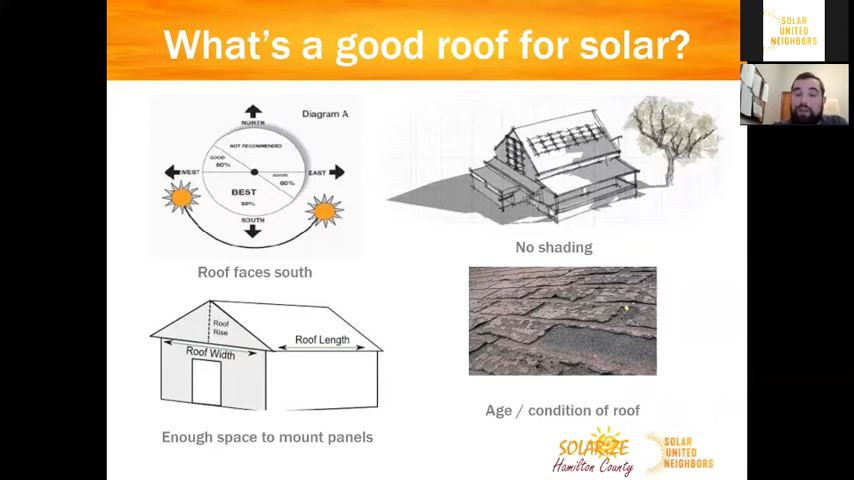 What's a good roof for solar?
SOLAR
UNITED
NEIGHBORS
Diagram A
NORTH
NOT RECOMMENDED
GOOD
60%
WEST
EAST
GOOD
60%
BEST
SOUTH
Roof faces south
No shading
Roof
Rise
Roof Width
Roof Length
Enough space to mount panels
Age / condition of roof
SOLARIZE
Hamilton County
SOLAR
UNITED
NEIGHBORS